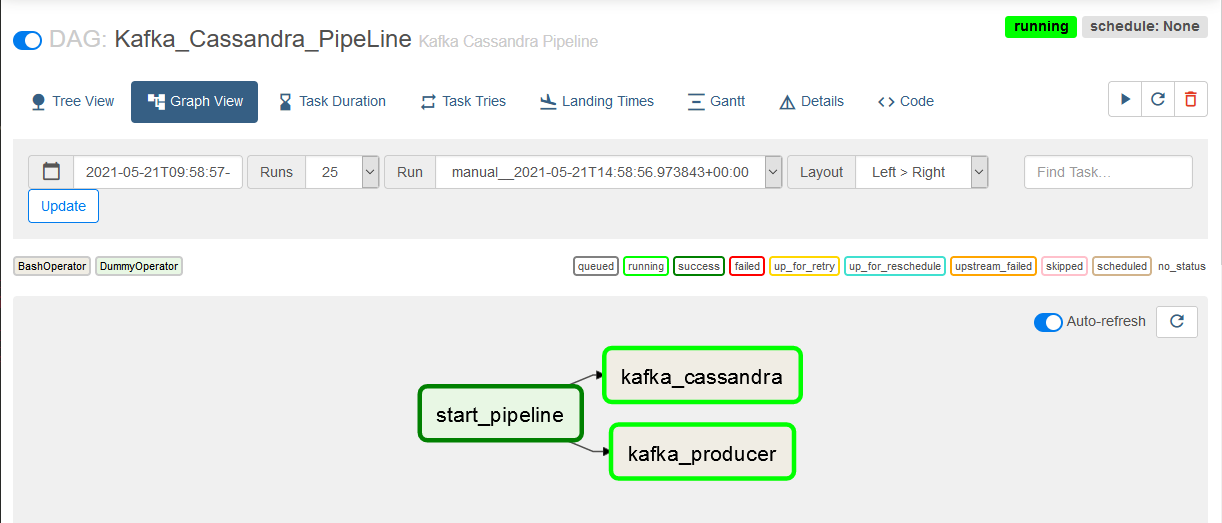 DAG: Kafka_Cassandra_PipeLine Kafka Cassandra Pipeline running schedule: None
Tree View Graph View Task Duration Task Tries Landing Times Gantt Details Code
2021-05-21T09:58:57- Runs 25 Run manual__2021-05-21T14:58:56.973843+00:00 Layout Left > Right Find Task...
Update
BashOperator DummyOperator queued running success failed up_for_retry up_for_reschedule upstream_failed skipped scheduled no_status
Auto-refresh
kafka_cassandra
start_pipeline
kafka_producer